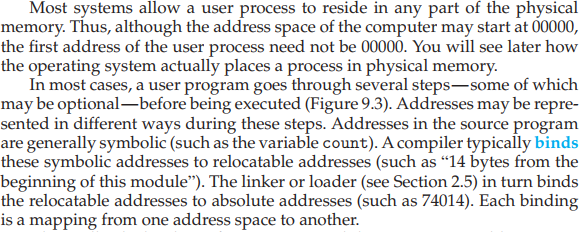 Most systems allow a user process to reside in any part of the physical
memory. Thus, although the address space of the computer may start at 00000,
the first address of the user process need not be 00000. You will see later how
the operating system actually places a process in physical memory.
In most cases, a user program goes through several steps—some of which
may be optional—before being executed (Figure 9.3). Addresses may be repre-
sented in different ways during these steps. Addresses in the source program
are generally symbolic (such as the variable count). A compiler typically binds
these symbolic addresses to relocatable addresses (such as “14 bytes from the
beginning of this module”). The linker or loader (see Section 2.5) in turn binds
the relocatable addresses to absolute addresses (such as 74014). Each binding
is a mapping from one address space to another.